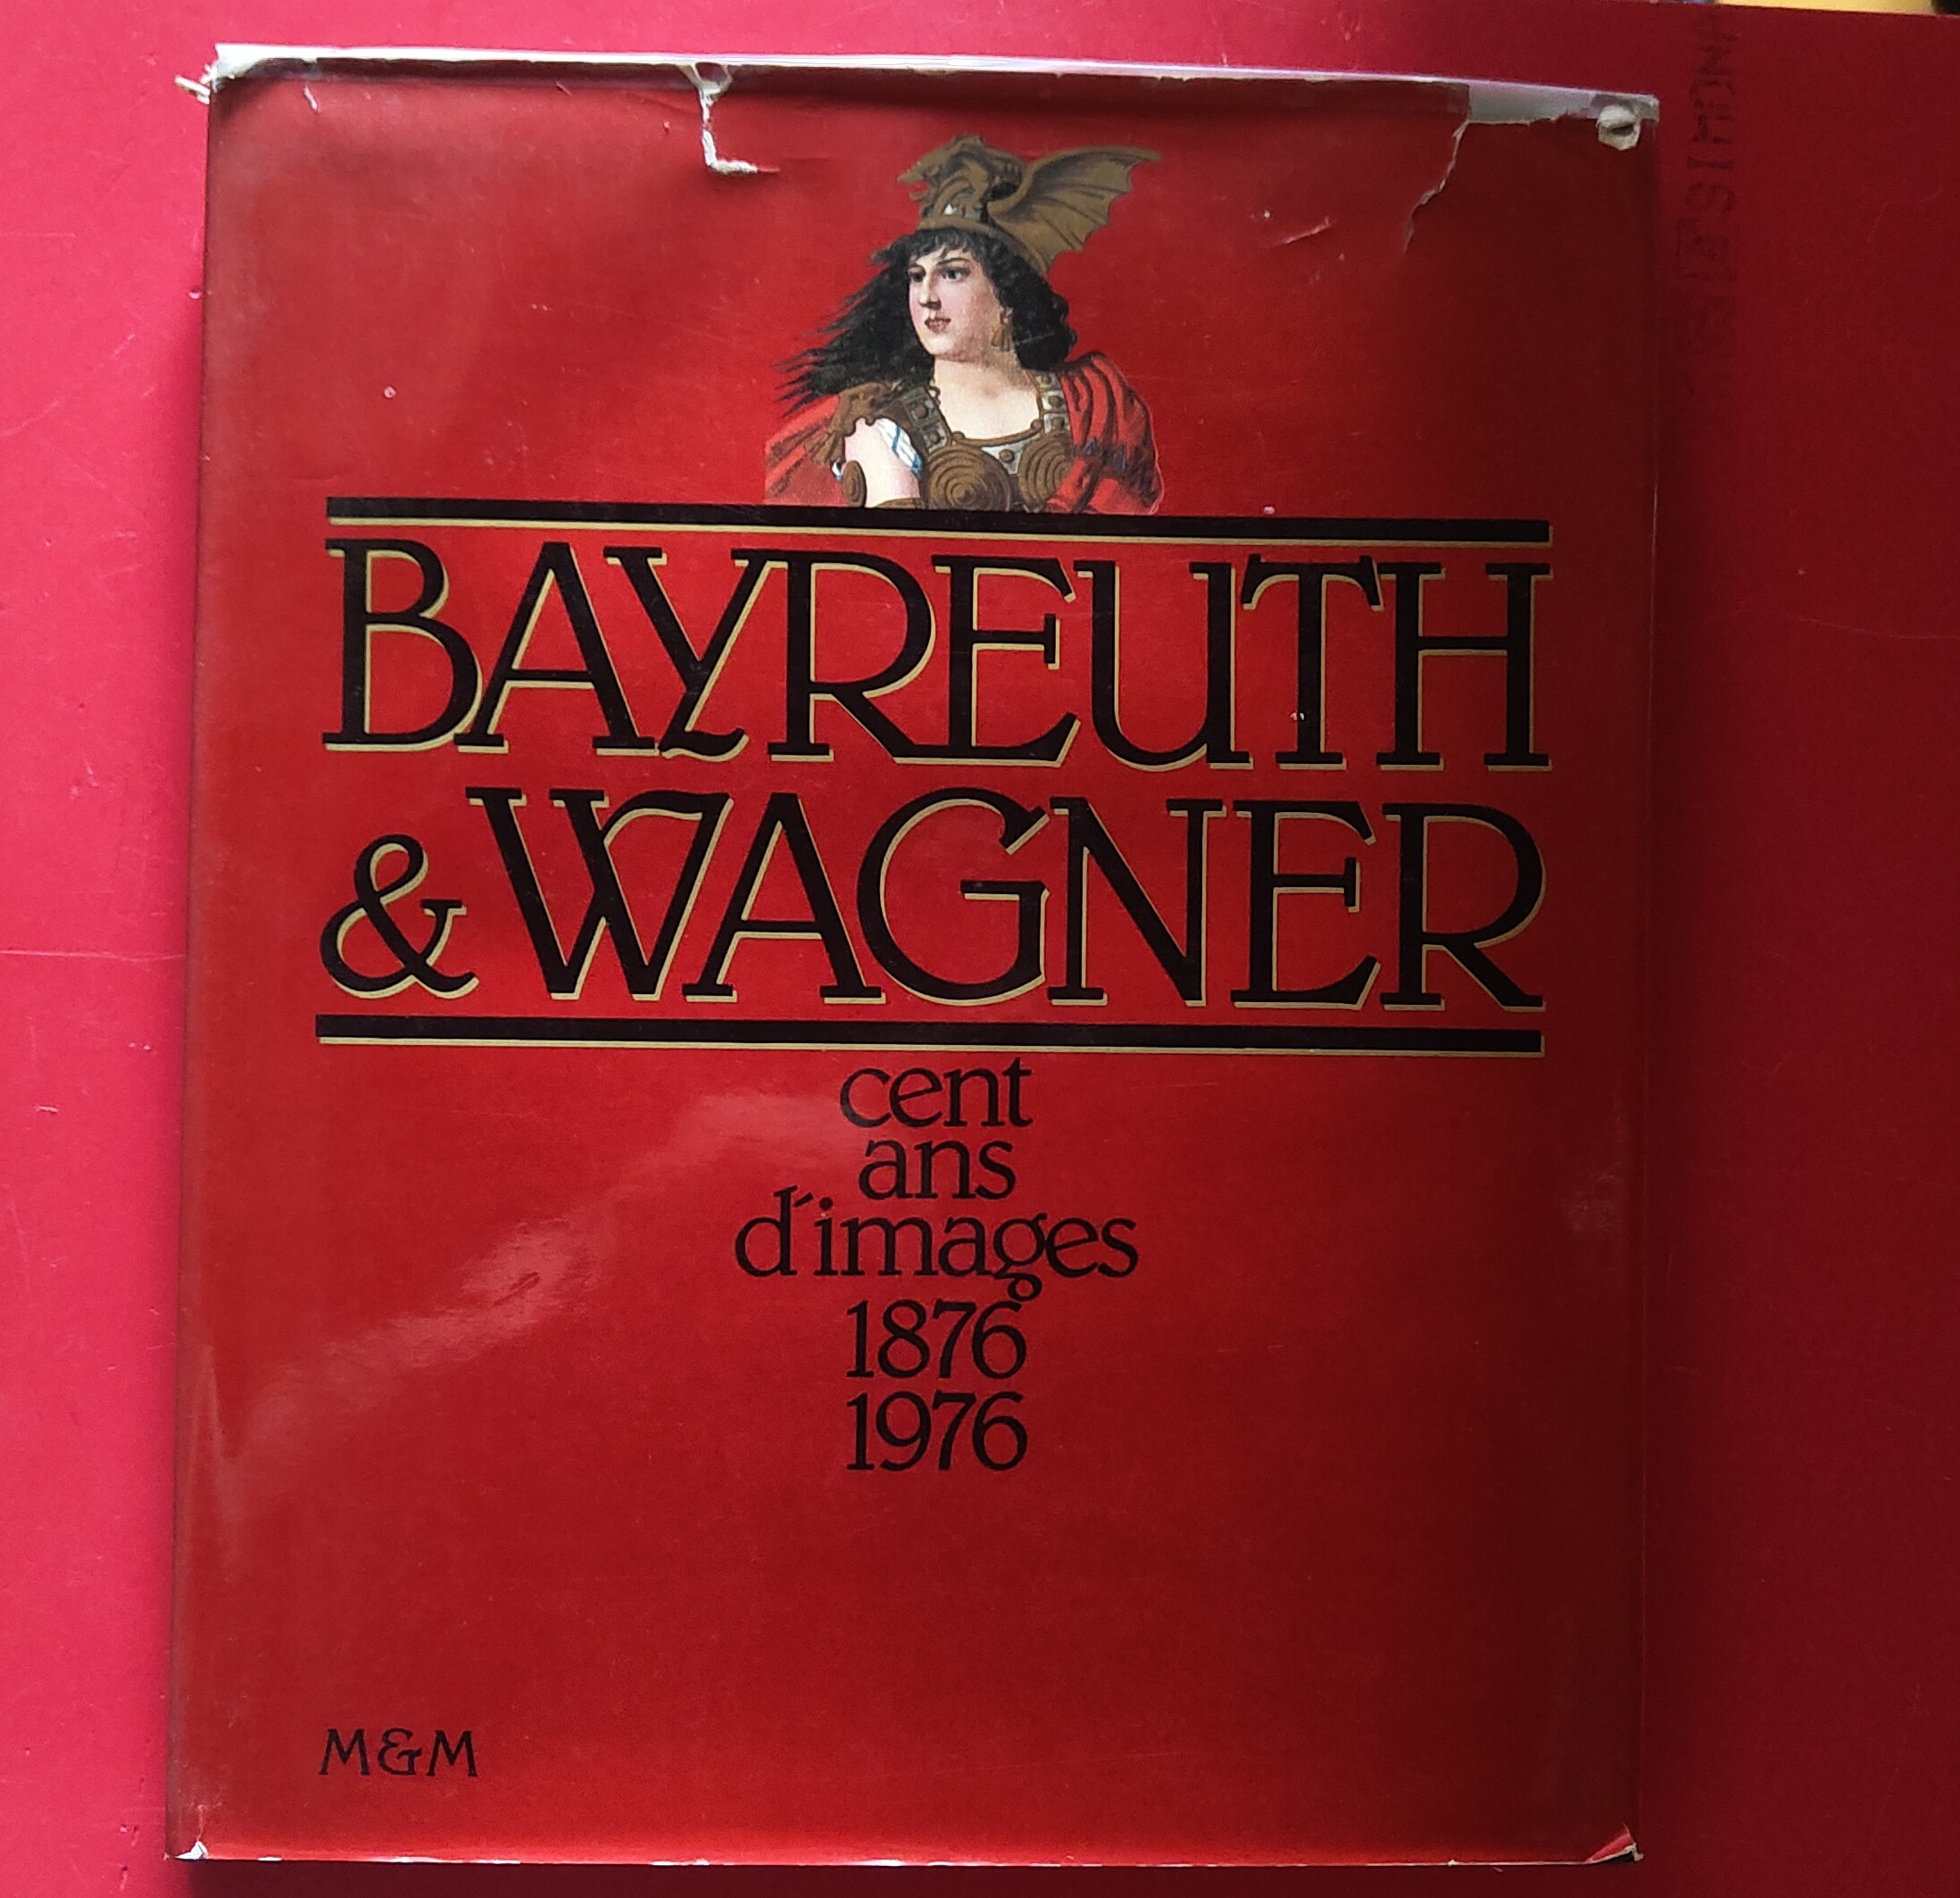 BAYREUTH
& WAGNER
cent
ans
d'images
1876
1976
M&M